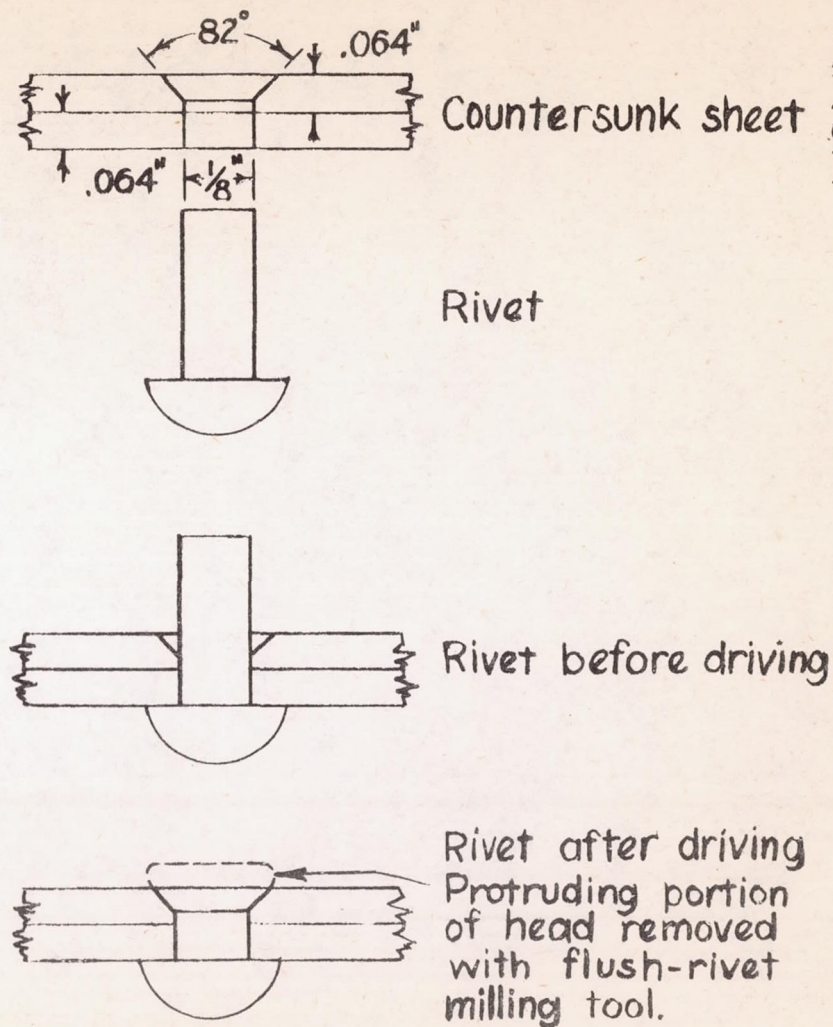 82°
.064"
Countersunk sheet
.064"
1/8"
Rivet
Rivet before driving
Rivet after driving
Protruding portion
of head removed
with flush-rivet
milling tool.